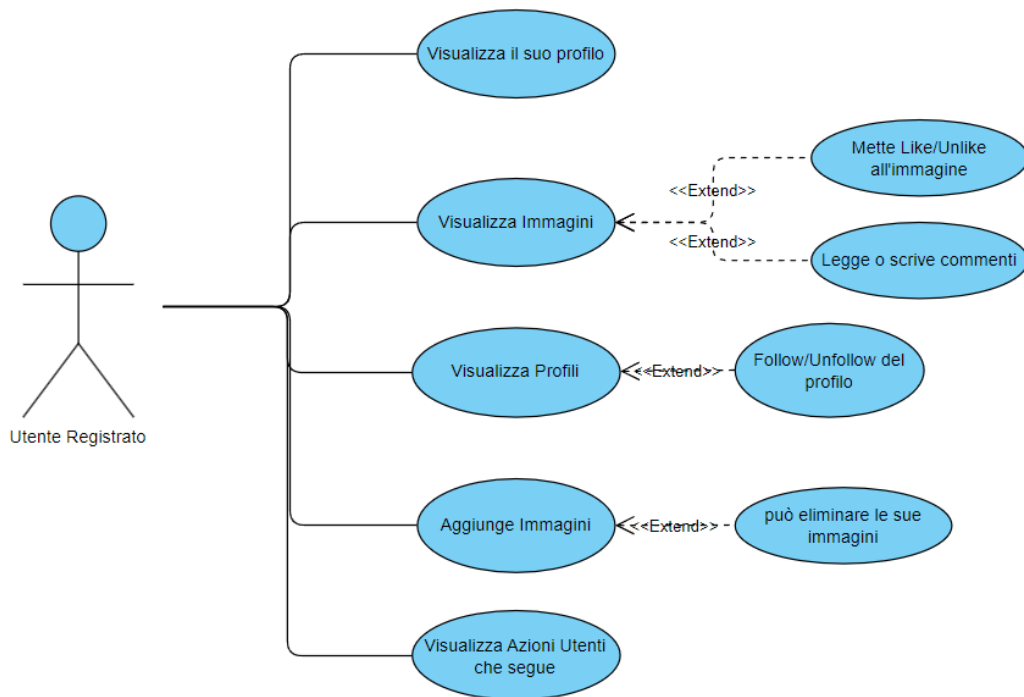 Visualizza il suo profilo
Mette Like/Unlike
all'immagine
<<Extend>>
Visualizza Immagini
<<Extend>>
Legge o scrive commenti
Visualizza Profili
<<Extend>>
Follow/Unfollow del
profilo
Utente Registrato
Aggiunge Immagini
<<Extend>>
può eliminare le sue
immagini
Visualizza Azioni Utenti
che segue